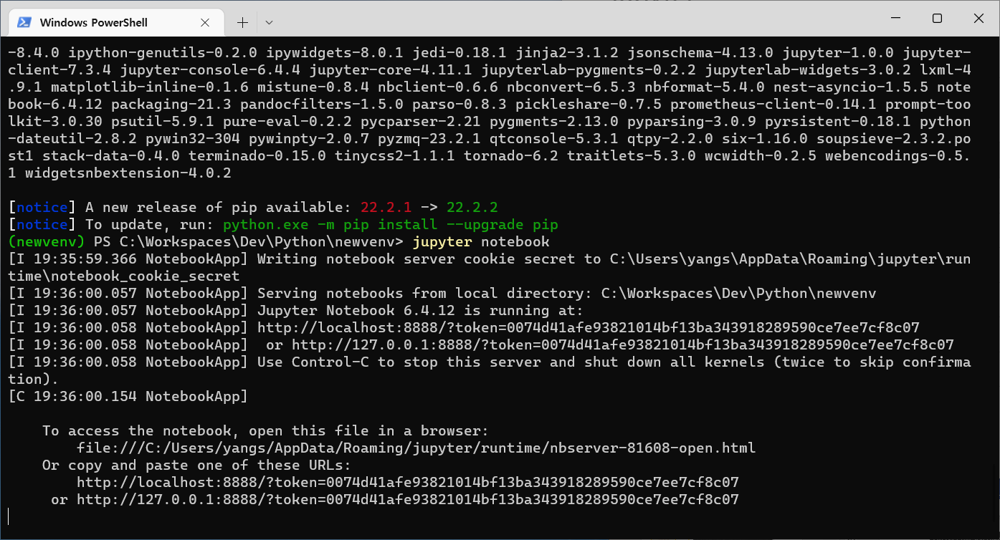 Windows PowerShell
-8.4.0 ipython-genutils-0.2.0 ipywidgets-8.0.1 jedi-0.18.1 jinja2-3.1.2 jsonschema-4.13.0 jupyter-1.0.0 jupyter-
client-7.3.4 jupyter-console-6.4.4 jupyter-core-4.11.1 jupyterlab-pygments-0.2.2 jupyterlab-widgets-3.0.2 lxml-4
.9.1 matplotlib-inline-0.1.6 mistune-0.8.4 nbclient-0.6.6 nbconvert-6.5.3 nbformat-5.4.0 nest-asyncio-1.5.5 note
book-6.4.12 packaging-21.3 pandocfilters-1.5.0 parso-0.8.3 pickleshare-0.7.5 prometheus-client-0.14.1 prompt-too
lkit-3.0.30 psutil-5.9.1 pure-eval-0.2.2 pycparser-2.21 pygments-2.13.0 pyparsing-3.0.9 pyrsistent-0.18.1 python
-dateutil-2.8.2 pywin32-304 pywinpty-2.0.7 pyzmq-23.2.1 qtconsole-5.3.1 qtpy-2.2.0 six-1.16.0 soupsieve-2.3.2.po
st1 stack-data-0.4.0 terminado-0.15.0 tinycss2-1.1.1 tornado-6.2 traitlets-5.3.0 wcwidth-0.2.5 webencodings-0.5.
1 widgetsnbextension-4.0.2
[notice] A new release of pip available: 22.2.1 -> 22.2.2
[notice] To update, run: python.exe -m pip install --upgrade pip
(newvenv) PS C:\Workspaces\Dev\Python\newvenv> jupyter notebook
[I 19:35:59.366 NotebookApp] Writing notebook server cookie secret to C:\Users\yangs\AppData\Roaming\jupyter\run
time\notebook_cookie_secret
[I 19:36:00.057 NotebookApp] Serving notebooks from local directory: C:\Workspaces\Dev\Python\newvenv
[I 19:36:00.057 NotebookApp] Jupyter Notebook 6.4.12 is running at:
[I 19:36:00.058 NotebookApp] http://localhost:8888/?token=0074d41afe93821014bf13ba343918289590ce7ee7cf8c07
[I 19:36:00.058 NotebookApp]  or http://127.0.0.1:8888/?token=0074d41afe93821014bf13ba343918289590ce7ee7cf8c07
[I 19:36:00.058 NotebookApp] Use Control-C to stop this server and shut down all kernels (twice to skip confirma
tion).
[C 19:36:00.154 NotebookApp]
To access the notebook, open this file in a browser:
file:///C:/Users/yangs/AppData/Roaming/jupyter/runtime/nbserver-81608-open.html
Or copy and paste one of these URLs:
http://localhost:8888/?token=0074d41afe93821014bf13ba343918289590ce7ee7cf8c07
or http://127.0.0.1:8888/?token=0074d41afe93821014bf13ba343918289590ce7ee7cf8c07